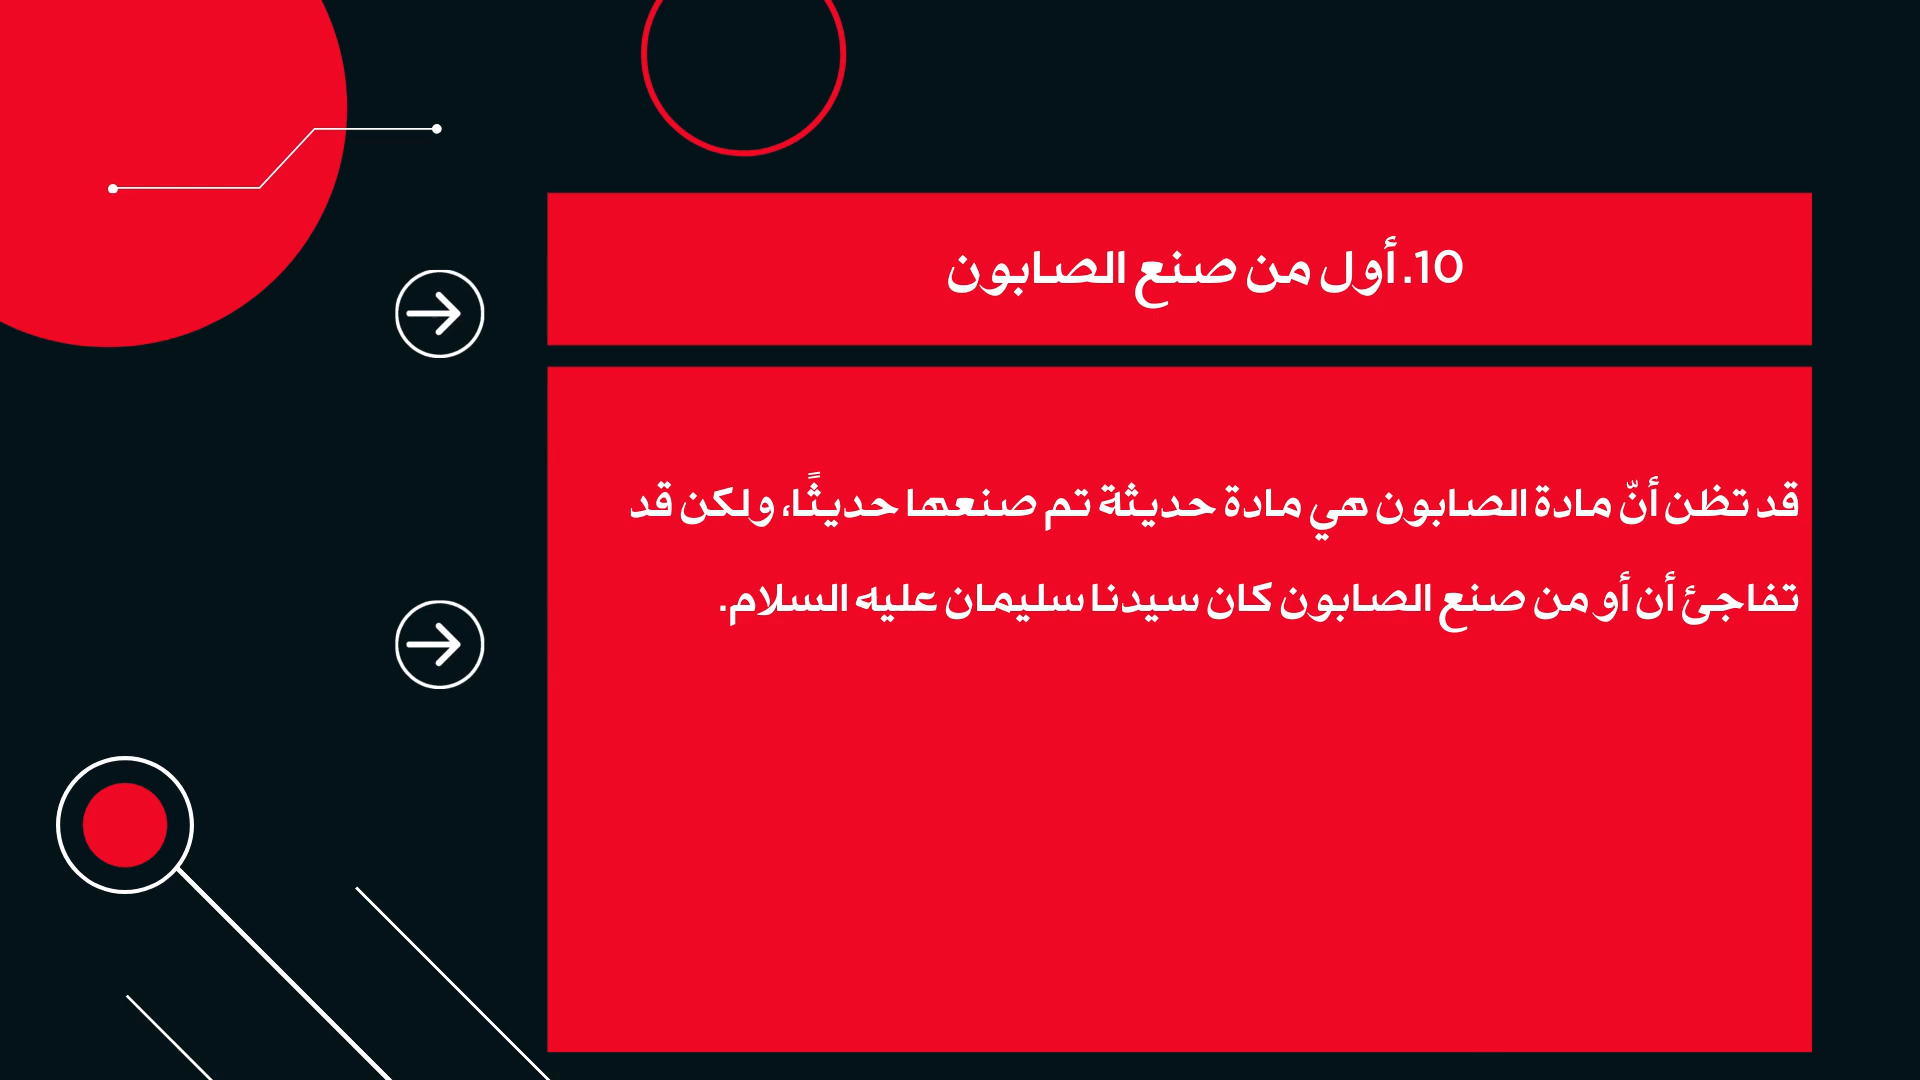 10. أول من صنع الصابون
قد تظن أنّ مادة الصابون هي مادة حديثة تم صنعها حديثًا، ولكن قد
تفاجئ أن أو من صنع الصابون كان سيدنا سليمان عليه السلام.